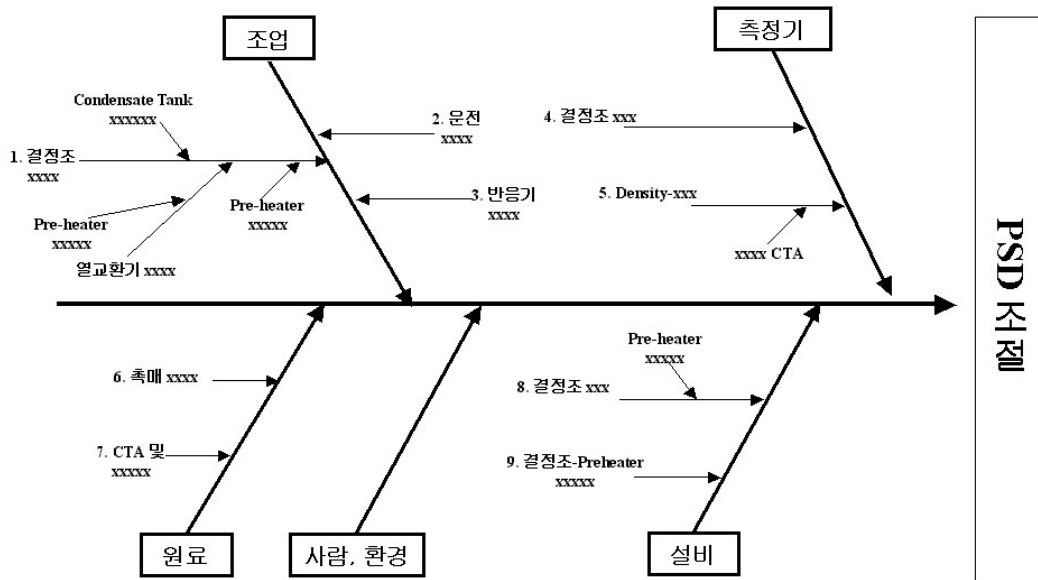 조업
측정기
Condensate Tank
xxxxxx
2. 운전
xxxx
4. 결정조 xxx
1. 결정조
xxxx
Pre-heater
xxxxx
3. 반응기
xxxx
5. Density-xxx
Pre-heater
xxxxx
xxxx CTA
열교환기 xxxx
PSD 조절
Pre-heater
xxxxx
6. 촉매 xxxx
8. 결정조 xxx
7. CTA 및
xxxxx
9. 결정조-Preheater
xxxxx
원료
사람, 환경
설비